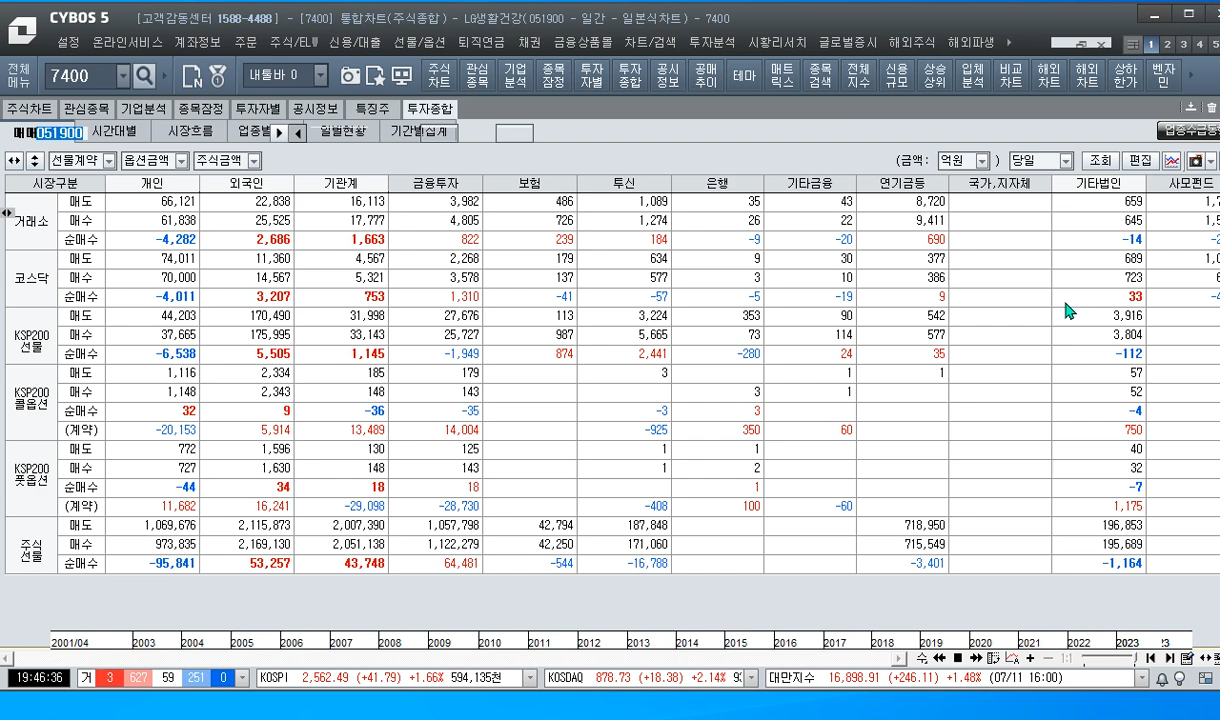 CYBOS 5 [고객감동센터 1588-4488] - [7400] 통합차트(주식종합) - LG생활건강(051900 - 일간 - 일본식차트) - 7400
설정 온라인서비스 계좌정보 주문 주식/ELW 신용/대출 선물/옵션 퇴직연금 채권 금융상품몰 차트/검색 투자분석 시황리서치 글로벌증시 해외주식 해외파생 1 2 3 4 5
전체메뉴 7400 내툴바 0 주식차트 관심종목 기업분석 종목잠정 투자자별 투자종합 공시정보 공매추이 테마 매트릭스 종목검색 전체지수 신용규모 상승상위 입체분석 비교차트 해외차트 해외차트 상하한가 벤자민
주식차트 관심종목 기업분석 종목잠정 투자자별 공시정보 특징주 투자종합
051900 시간대별 시장흐름 업종별 일별현황 기간별집계
선물계약 옵션금액 주식금액 (금액: 억원 ) 당일 조회 편집
시장구분 개인 외국인 기관계 금융투자 보험 투신 은행 기타금융 연기금등 국가,지자체 기타법인 사모펀드
거래소
매도 66,121 22,838 16,113 3,982 486 1,089 35 43 8,720 659
매수 61,838 25,525 17,777 4,805 726 1,274 26 22 9,411 645
순매수 -4,282 2,686 1,663 822 239 184 -9 -20 690 -14
코스닥
매도 74,011 11,360 4,567 2,268 179 634 9 30 377 689
매수 70,000 14,567 5,321 3,578 137 577 3 10 386 723
순매수 -4,011 3,207 753 1,310 -41 -57 -5 -19 9 33
KSP200 선물
매도 44,203 170,490 31,998 27,676 113 3,224 353 90 542 3,916
매수 37,665 175,995 33,143 25,727 987 5,665 73 114 577 3,804
순매수 -6,538 5,505 1,145 -1,949 874 2,441 -280 24 35 -112
KSP200 콜옵션
매도 1,116 2,334 185 179 3 1 1 57
매수 1,148 2,343 148 143 3 1 52
순매수 32 9 -36 -35 -3 3 -4
(계약) -20,153 5,914 13,489 14,004 -925 350 60 750
KSP200 풋옵션
매도 772 1,596 130 125 1 1 40
매수 727 1,630 148 143 1 2 32
순매수 -44 34 18 18 1 -7
(계약) 11,682 16,241 -29,098 -28,730 -408 100 -60 1,175
주식 선물
매도 1,069,676 2,115,873 2,007,390 1,057,798 42,794 187,848 718,950 196,853
매수 973,835 2,169,130 2,051,138 1,122,279 42,250 171,060 715,549 195,689
순매수 -95,841 53,257 43,748 64,481 -544 -16,788 -3,401 -1,164
2001/04 2003 2004 2005 2006 2007 2008 2009 2010 2011 2012 2013 2014 2015 2016 2017 2018 2019 2020 2021 2022 2023
19:46:36 거 3 627 59 251 0 KOSPI 2,562.49 (+41.79) +1.66% 594,135천 KOSDAQ 878.73 (+18.38) +2.14% 대만지수 16,898.91 (+246.11) +1.48% (07/11 16:00)